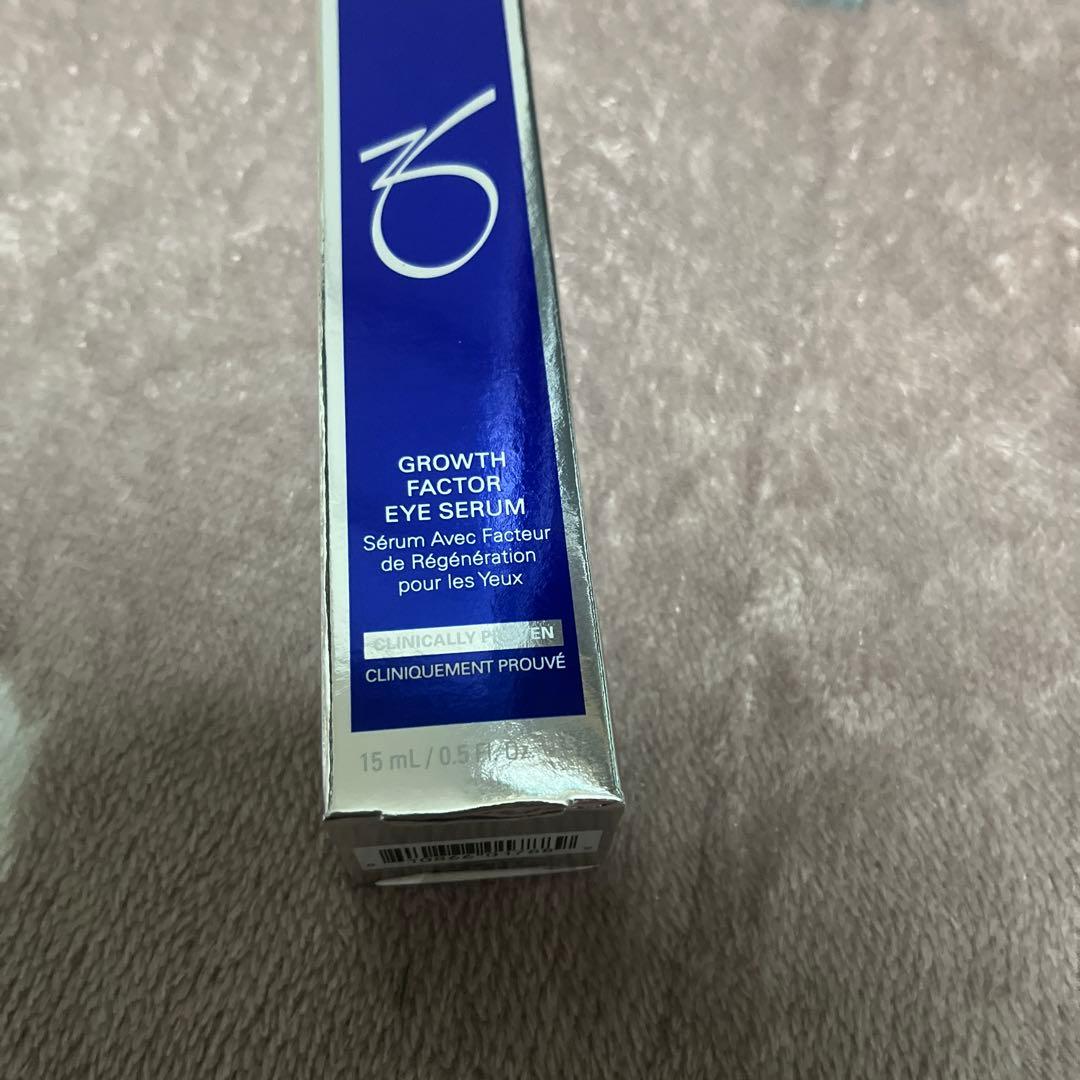 GROWTH
FACTOR
EYE SERUM
Sérum Avec Facteur
de Régénération
pour les Yeux
CLINICALLY PROVEN
CLINIQUEMENT PROUVÉ
15 mL / 0.5 Fl. Oz.